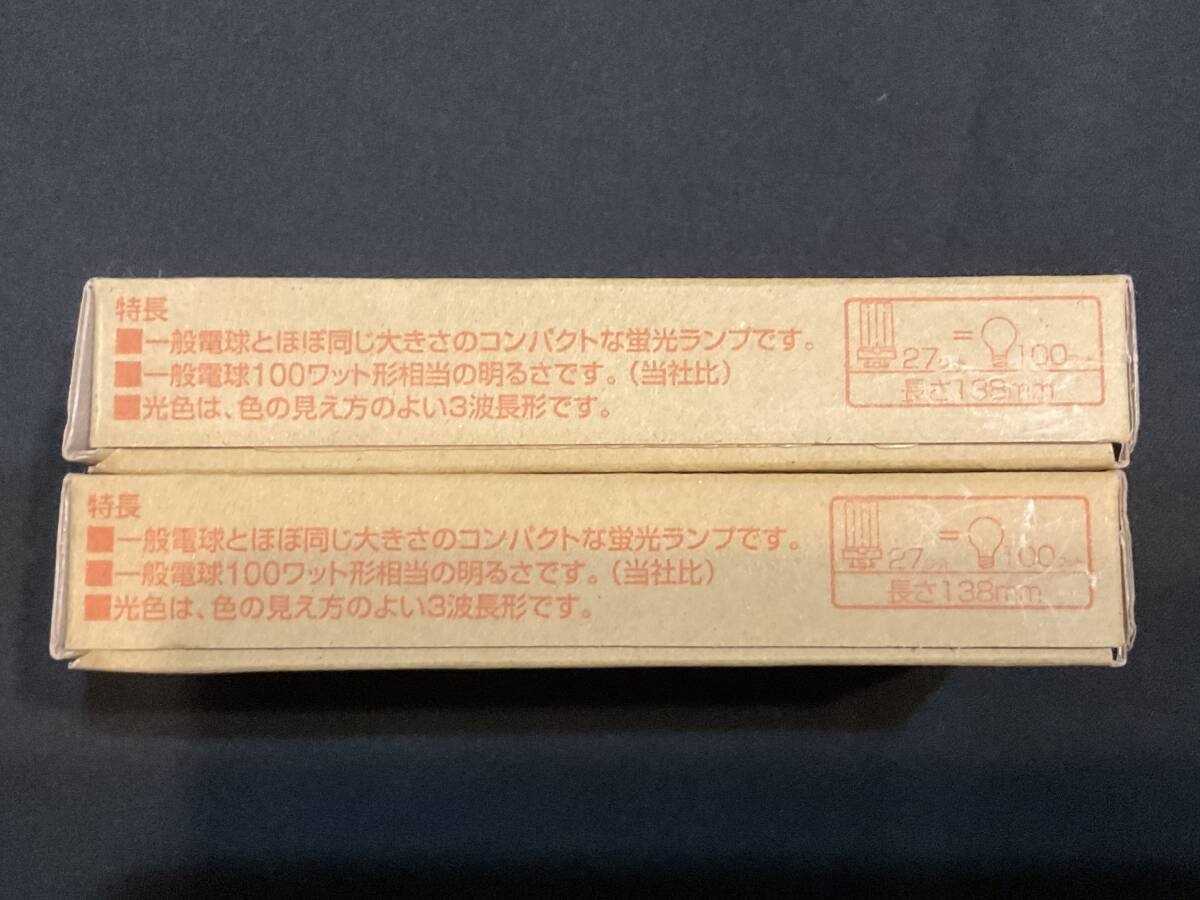 特長
■一般電球とほぼ同じ大きさのコンパクトな蛍光ランプです。
■一般電球100ワット形相当の明るさです。(当社比)
■光色は、色の見え方のよい3波長形です。
27 = 100
長さ138mm
特長
■一般電球とほぼ同じ大きさのコンパクトな蛍光ランプです。
■一般電球100ワット形相当の明るさです。(当社比)
■光色は、色の見え方のよい3波長形です。
27 = 100
長さ138mm